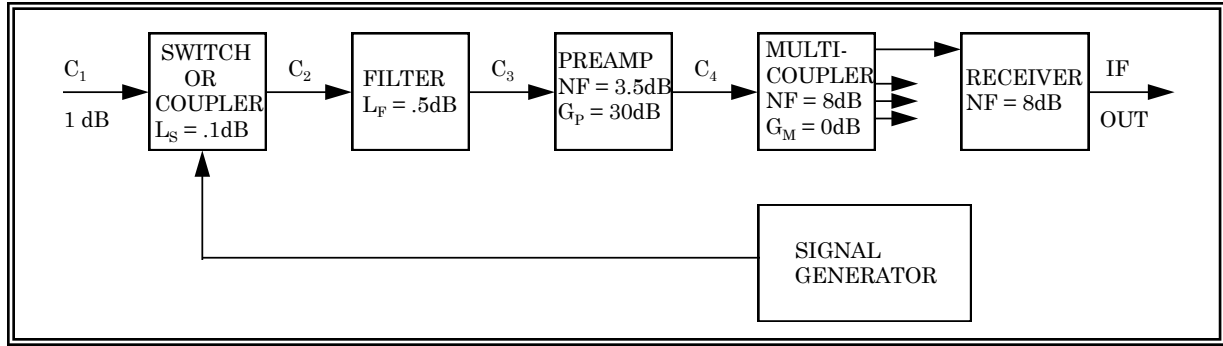 C1
1 dB
SWITCH
OR
COUPLER
LS = .1dB
C2
FILTER
LF = .5dB
C3
PREAMP
NF = 3.5dB
GP = 30dB
C4
MULTI-
COUPLER
NF = 8dB
GM = 0dB
RECEIVER
NF = 8dB
IF
OUT
SIGNAL
GENERATOR